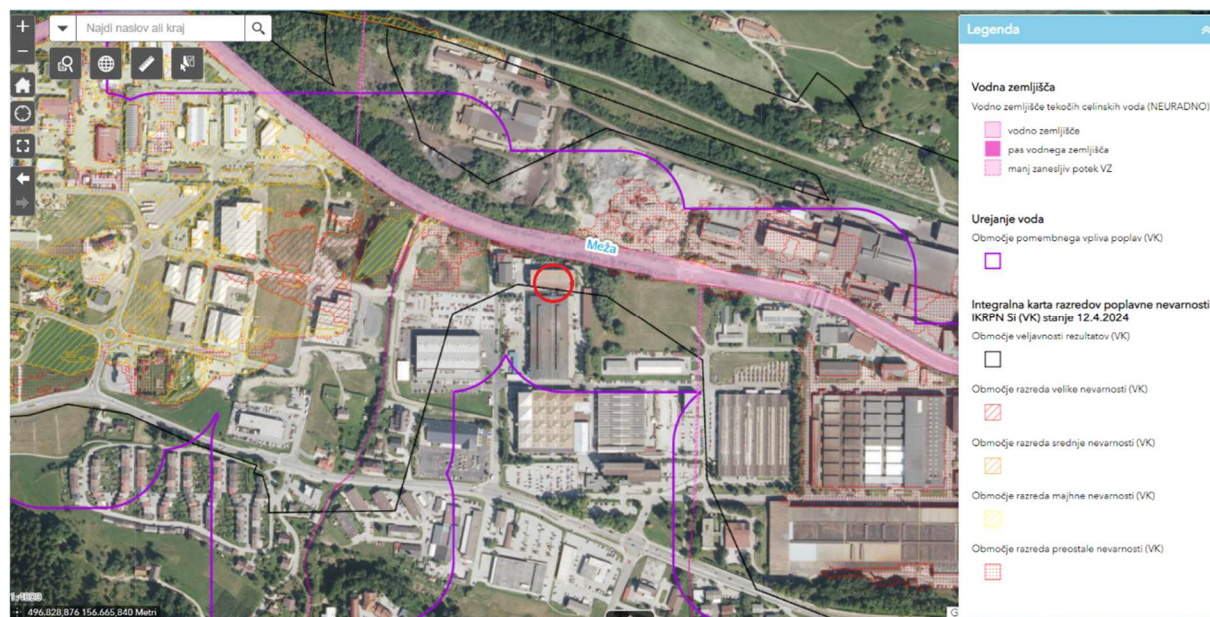 Najdi naslov ali kraj
Meža
496.828,876 156.665,840 Metri
G
Legenda
Vodna zemljišča
Vodno zemljišče tekočih celinskih voda (NEURADNO)
vodno zemljišče
pas vodnega zemljišča
manj zanesljiv potek VZ
Urejanje voda
Območje pomembnega vpliva poplav (VK)
Integralna karta razredov poplavne nevarnosti
IKRPN Si (VK) stanje 12.4.2024
Območje veljavnosti rezultatov (VK)
Območje razreda velike nevarnosti (VK)
Območje razreda srednje nevarnosti (VK)
Območje razreda majhne nevarnosti (VK)
Območje razreda preostale nevarnosti (VK)